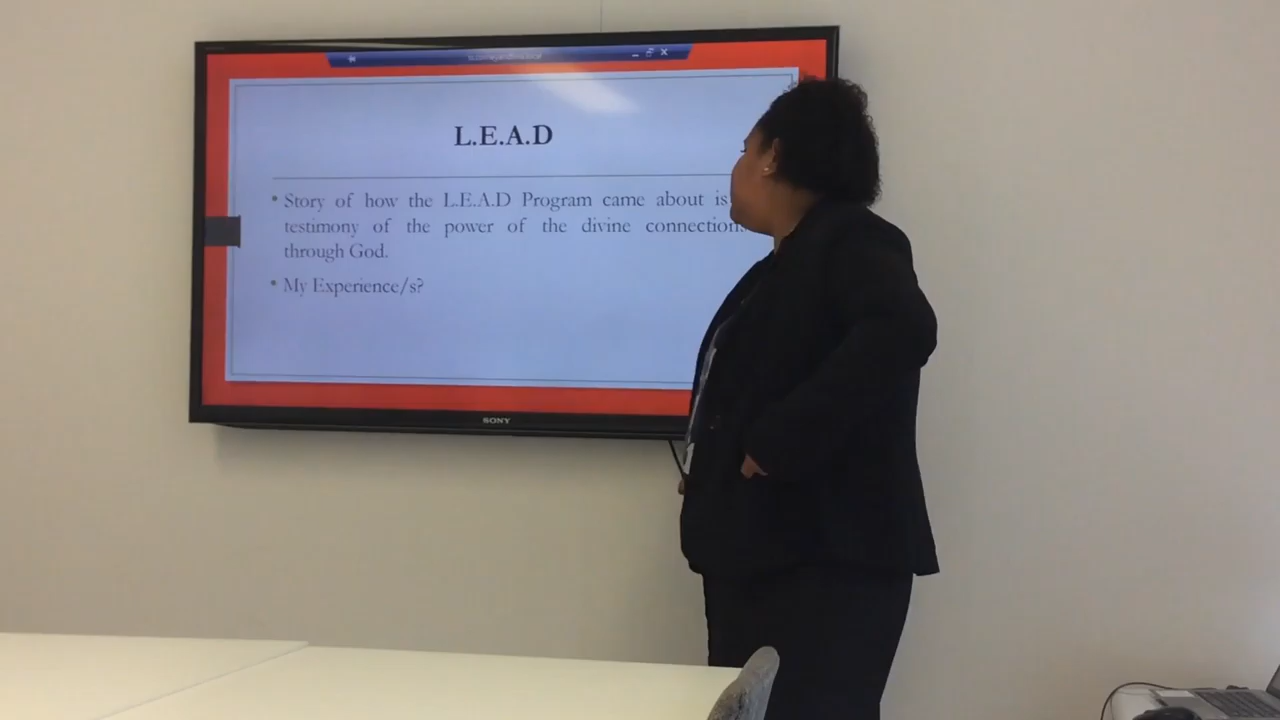 L.E.A.D
• Story of how the L.E.A.D Program came about is
testimony of the power of the divine connections
through God.
• My Experience/s?
SONY